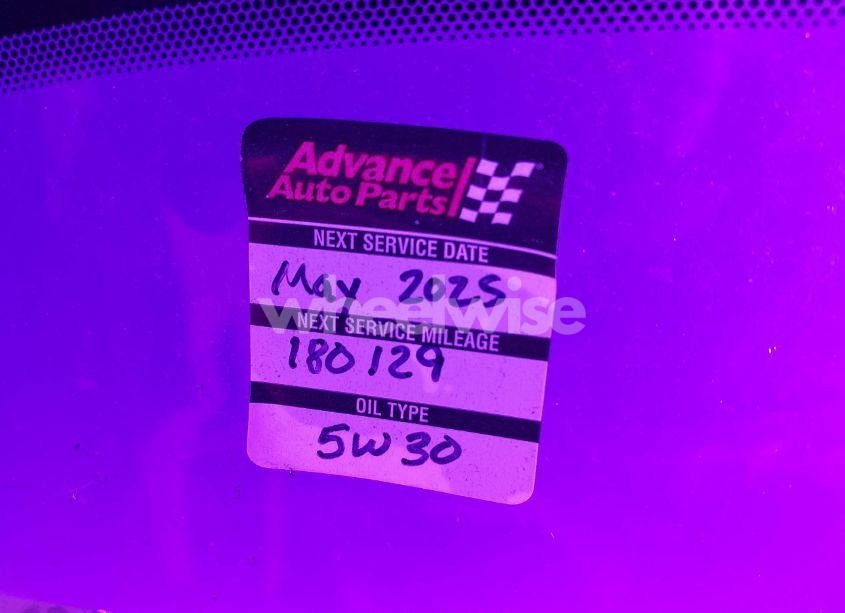 Advance
Auto Parts
NEXT SERVICE DATE
May 2025
wheelwise
NEXT SERVICE MILEAGE
180129
OIL TYPE
5W30